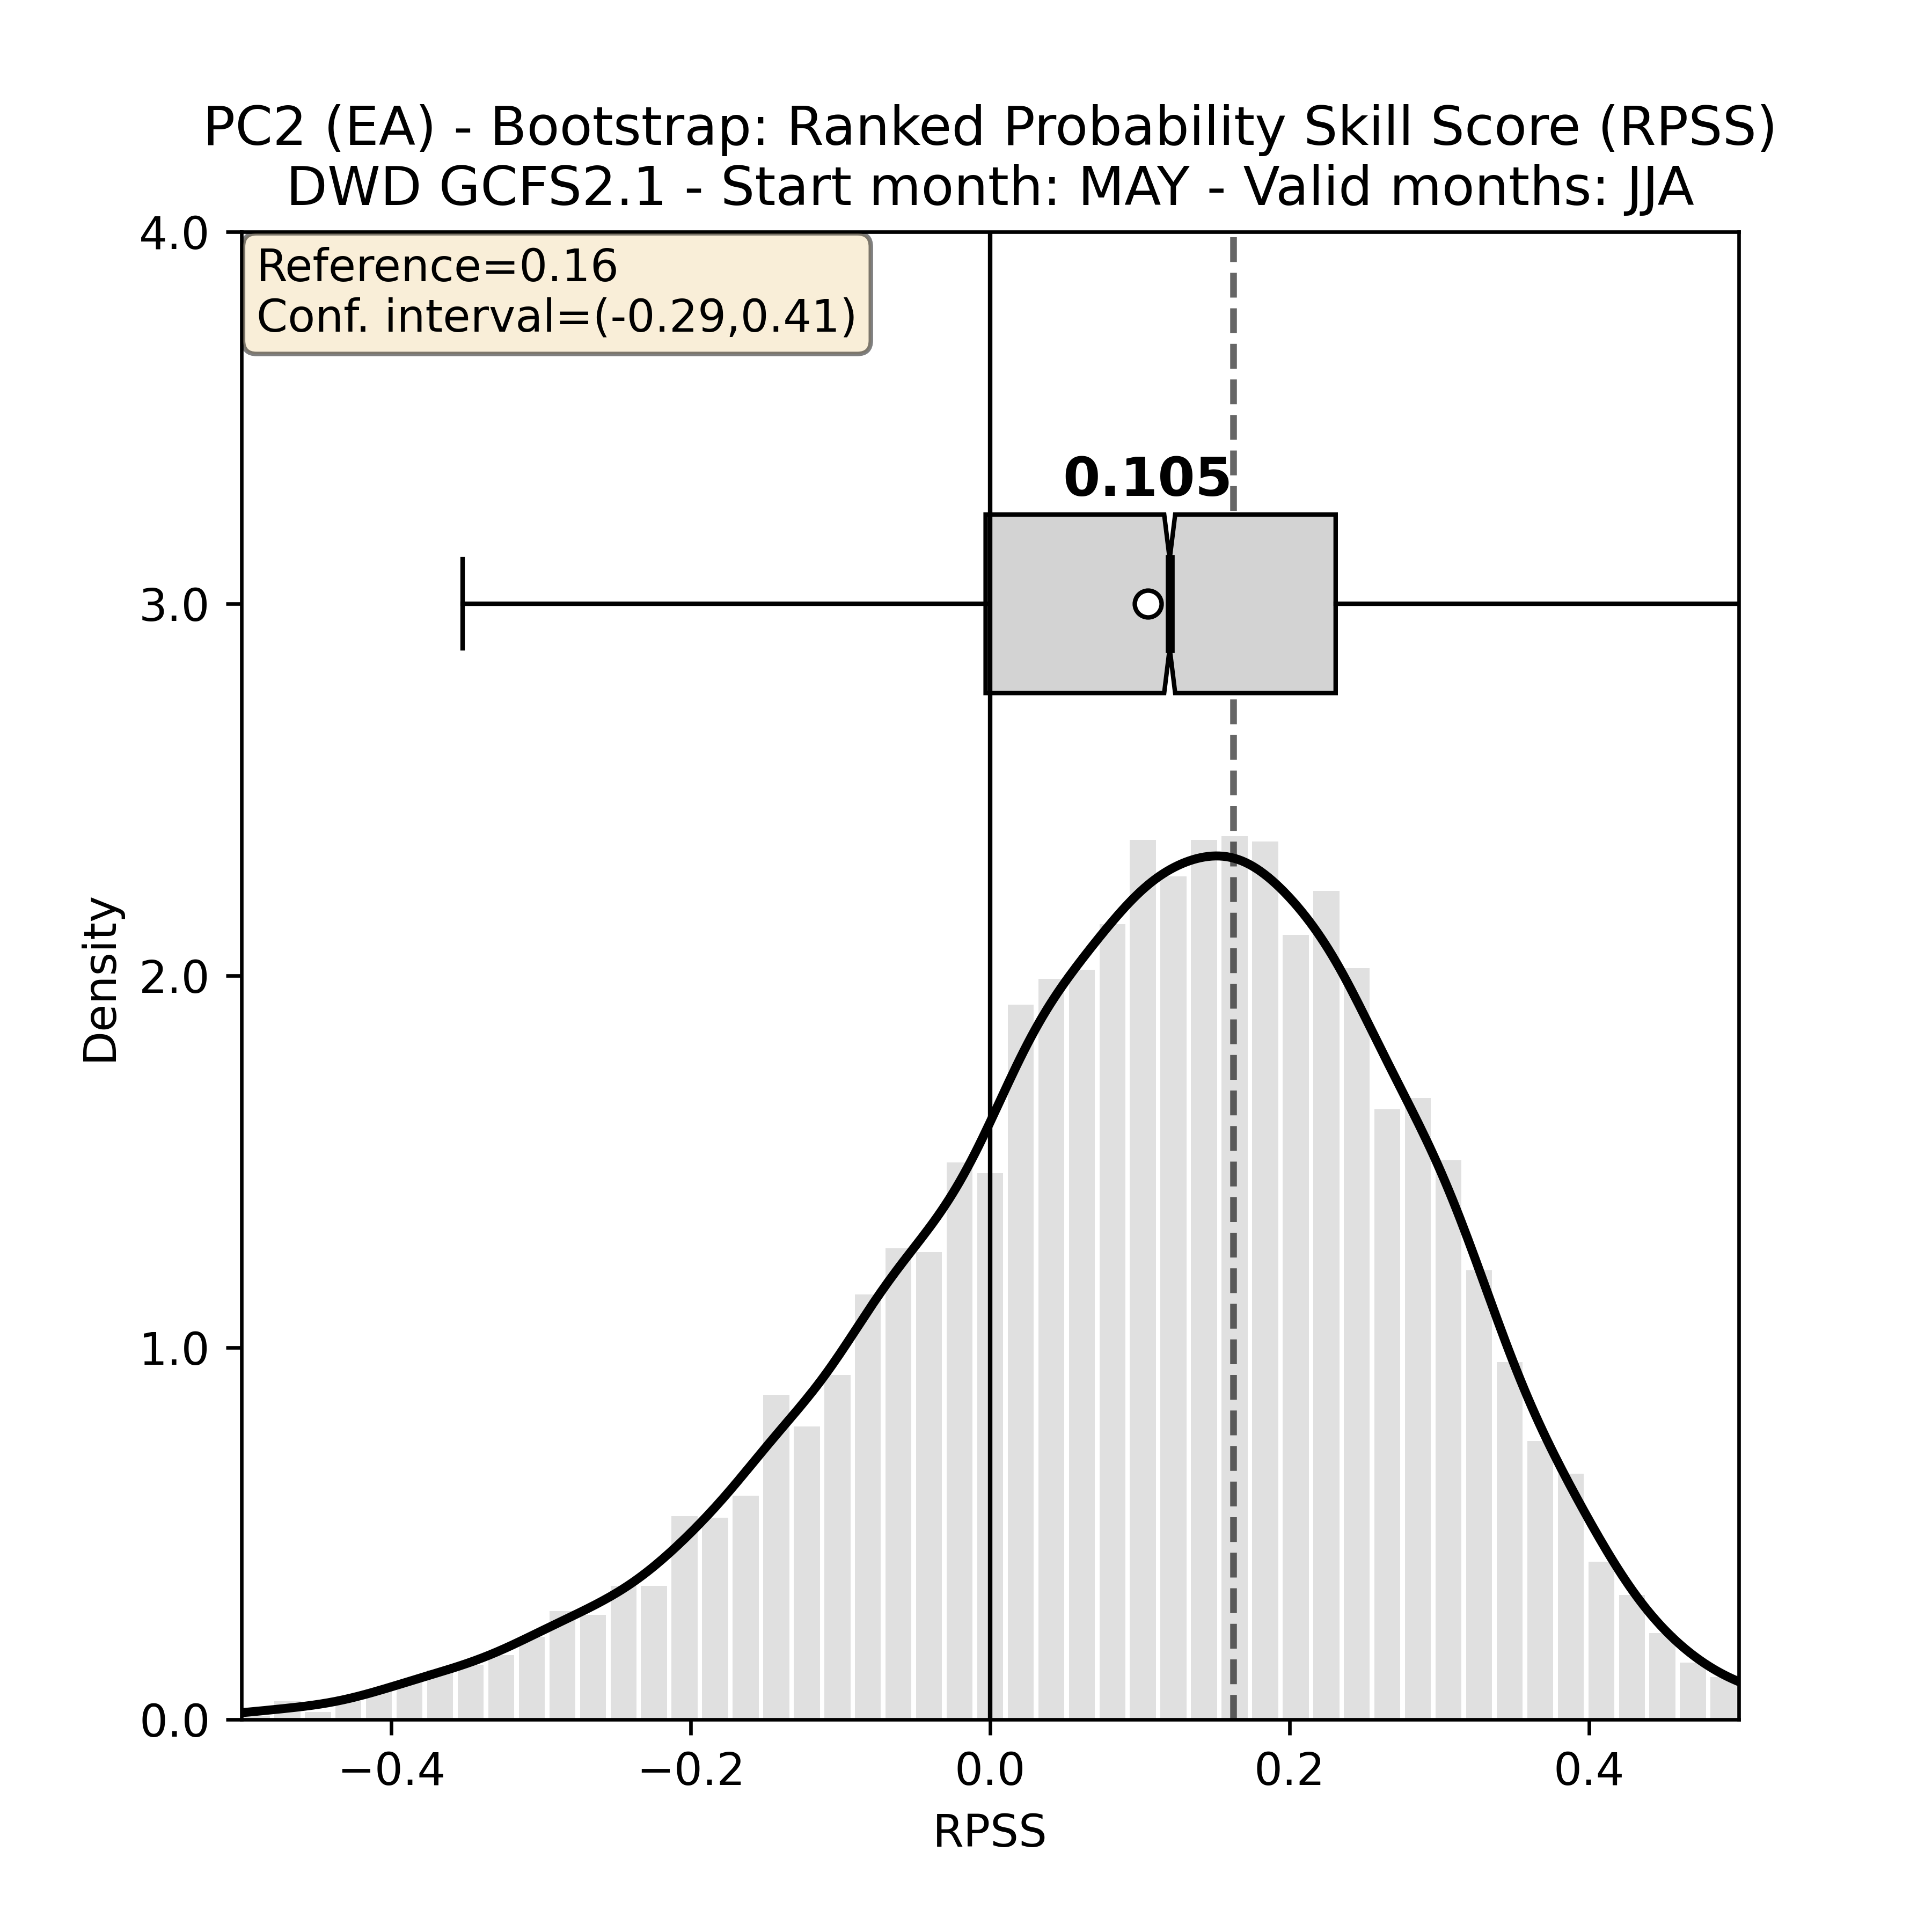 PC2 (EA) - Bootstrap: Ranked Probability Skill Score (RPSS)
DWD GCFS2.1 - Start month: MAY - Valid months: JJA
4.0
Reference=0.16
Conf. interval=(-0.29,0.41)
0.105
3.0
2.0
Density
1.0
0.0
−0.4 −0.2 0.0 0.2 0.4
RPSS